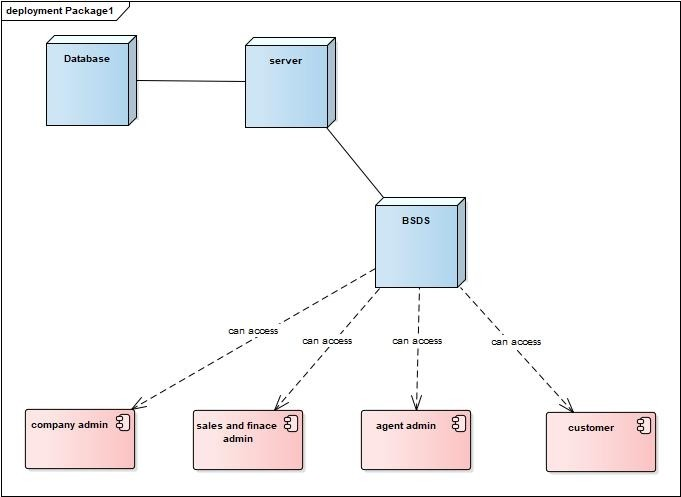 deployment Package1
Database
server
BSDS
can access
can access
can access
can access
company admin
sales and finace
admin
agent admin
customer